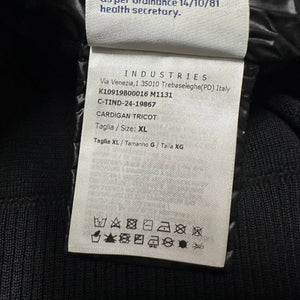 as per ordinance 14/10/81
health secretary.
INDUSTRIES
Via Venezia,1 35010 Trebaseleghe(PD) Italy
K10919800016 M1131
C-TIND-24-19867
CARDIGAN TRICOT
Taglia / Size: XL
Taglia XL / Tamanho G / Talla XG